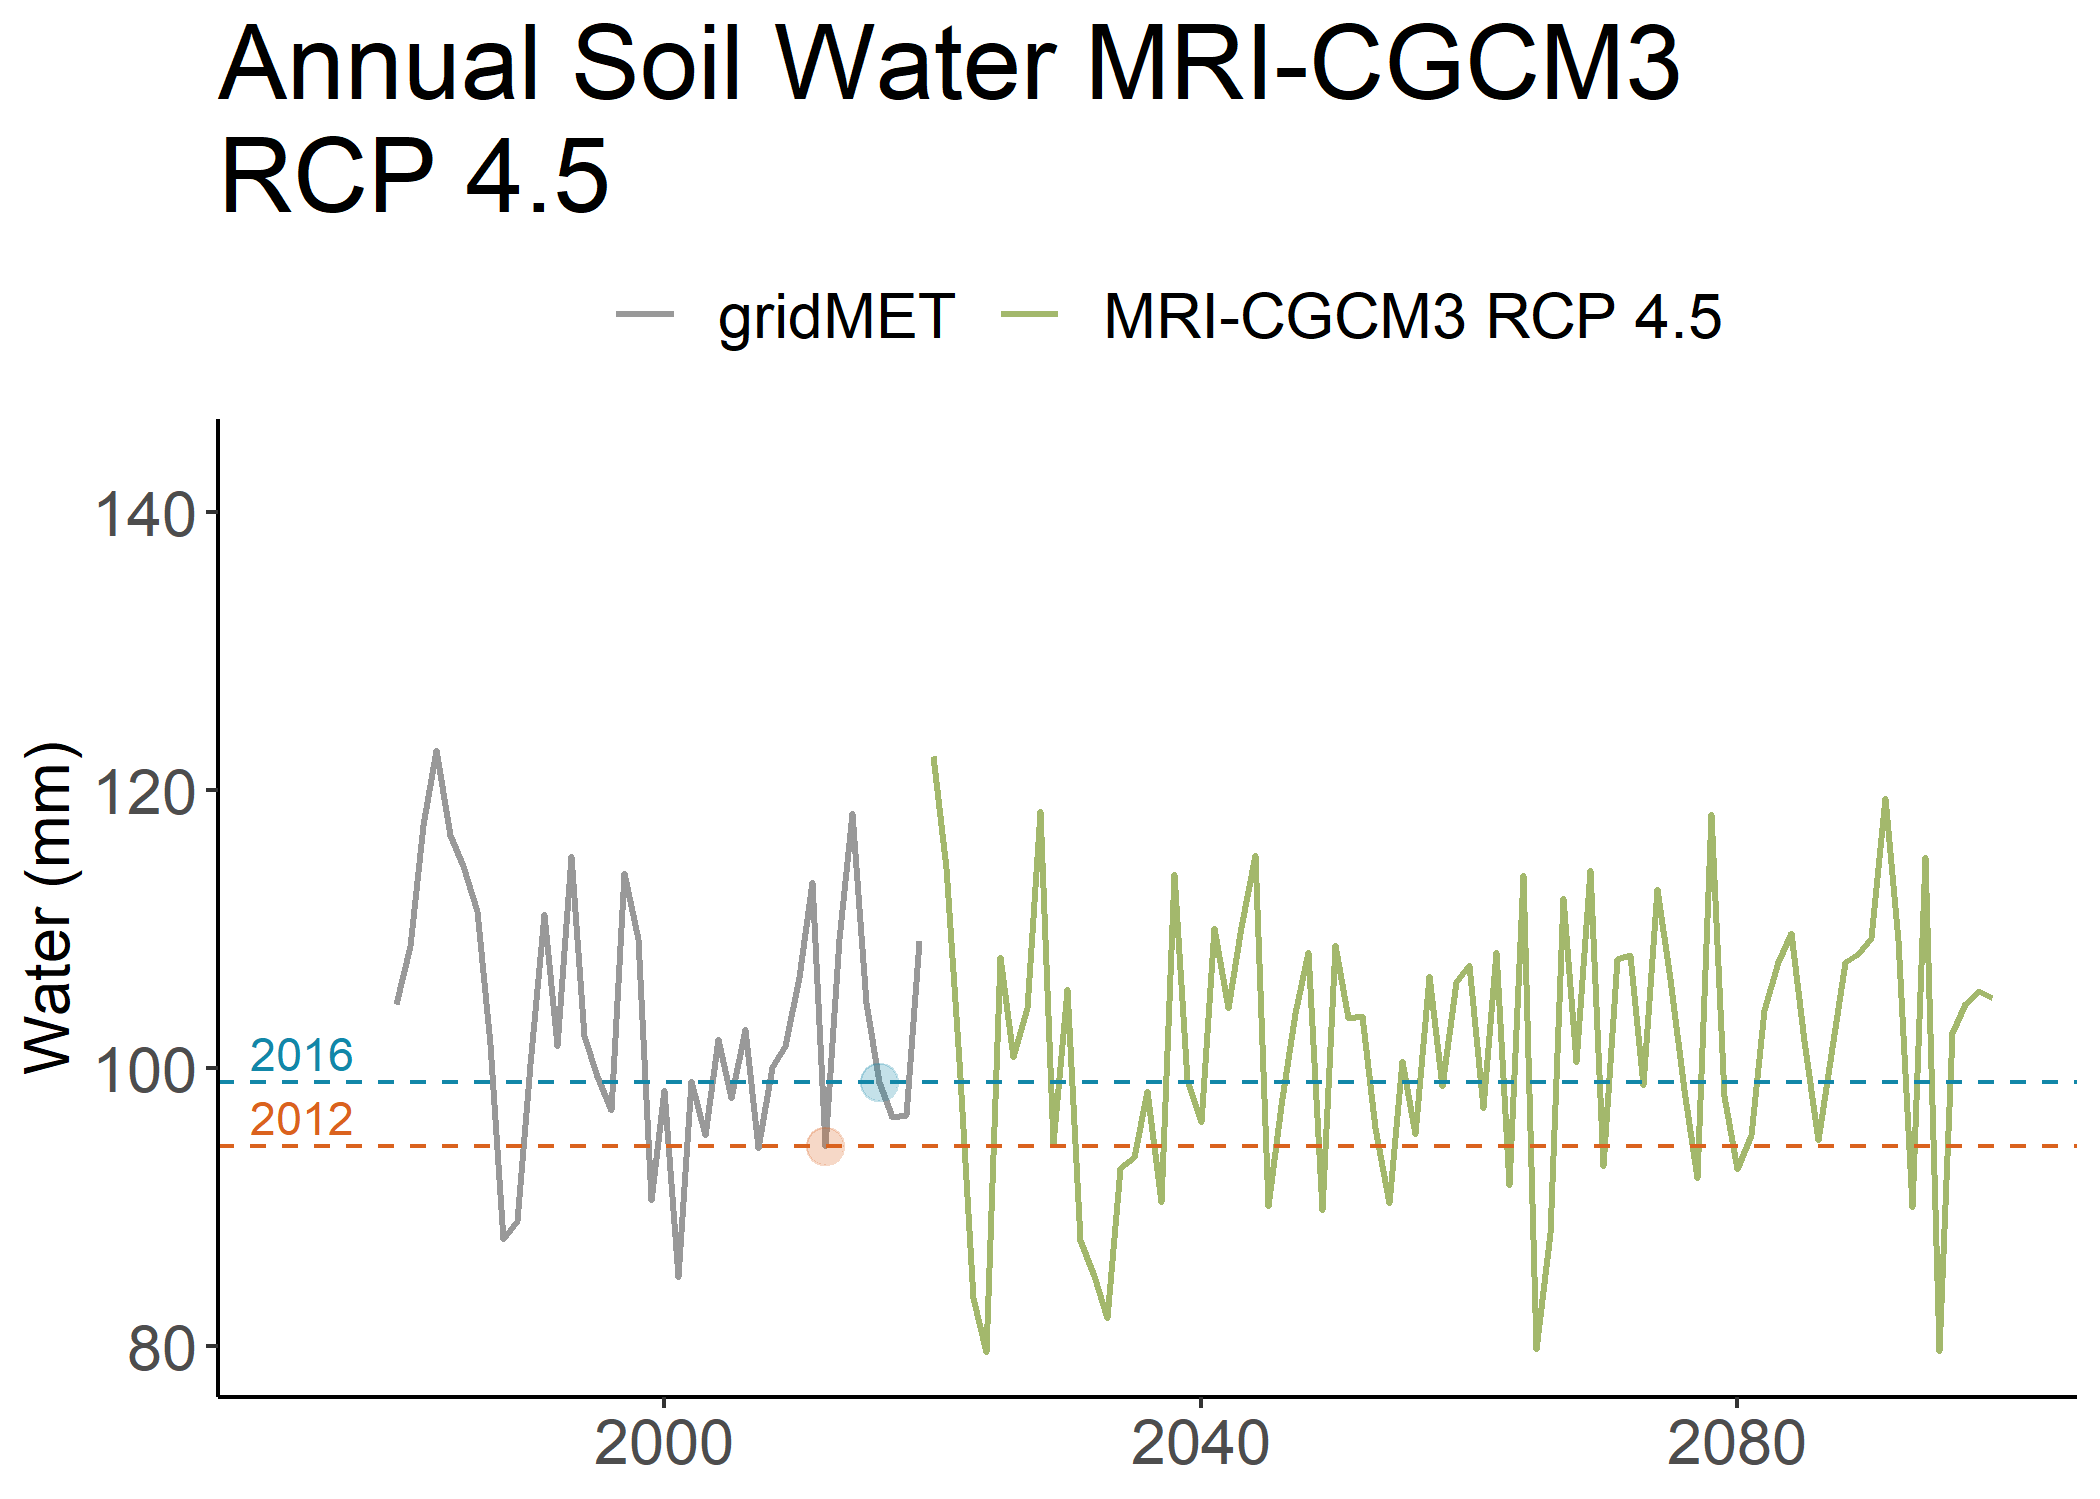 Annual Soil Water MRI-CGCM3
RCP 4.5
gridMET MRI-CGCM3 RCP 4.5
Water (mm)
140
120
100
80
2016
2012
2000 2040 2080